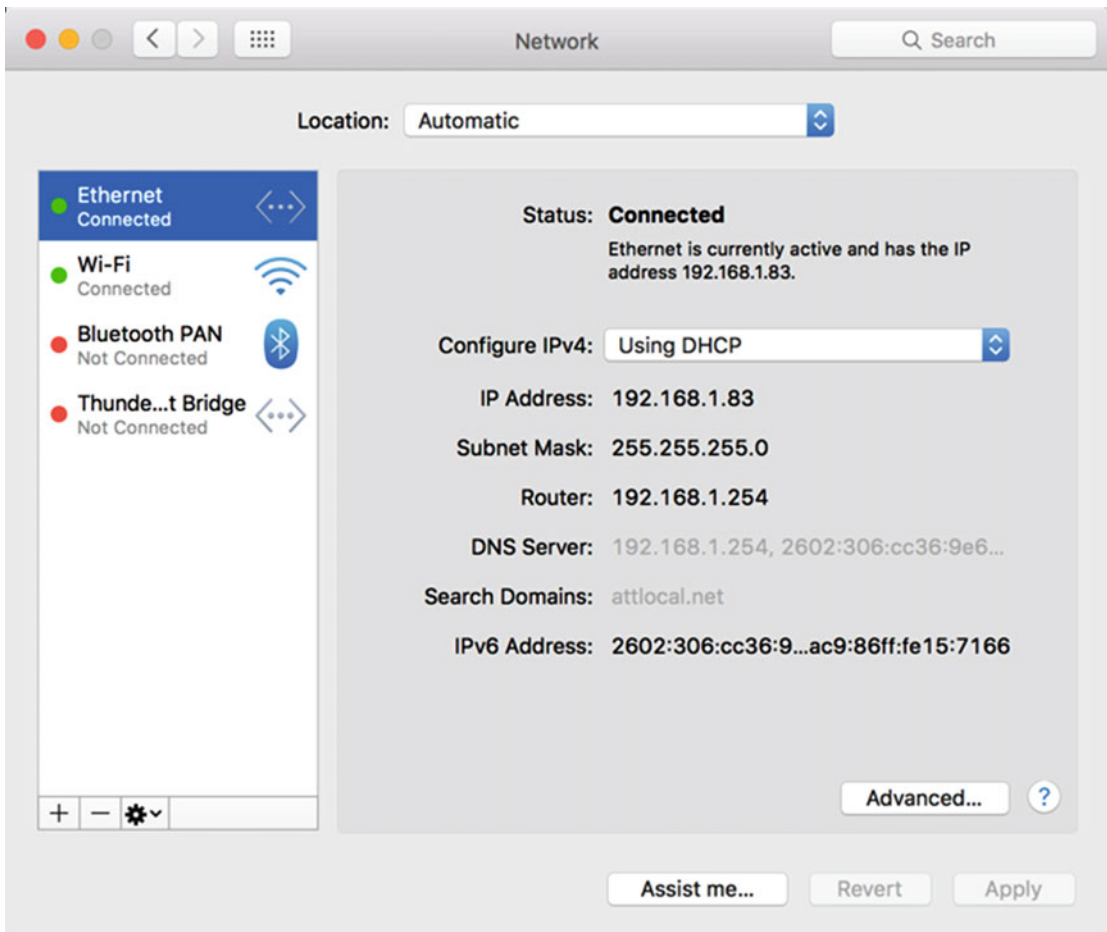 Network
Search
Location: Automatic
Ethernet
Connected
Wi-Fi
Connected
Bluetooth PAN
Not Connected
Thunde...t Bridge
Not Connected
Status: Connected
Ethernet is currently active and has the IP
address 192.168.1.83.
Configure IPv4: Using DHCP
IP Address: 192.168.1.83
Subnet Mask: 255.255.255.0
Router: 192.168.1.254
DNS Server: 192.168.1.254, 2602:306:cc36:9e6...
Search Domains: attlocal.net
IPv6 Address: 2602:306:cc36:9...ac9:86ff:fe15:7166
Advanced... ?
Assist me... Revert Apply